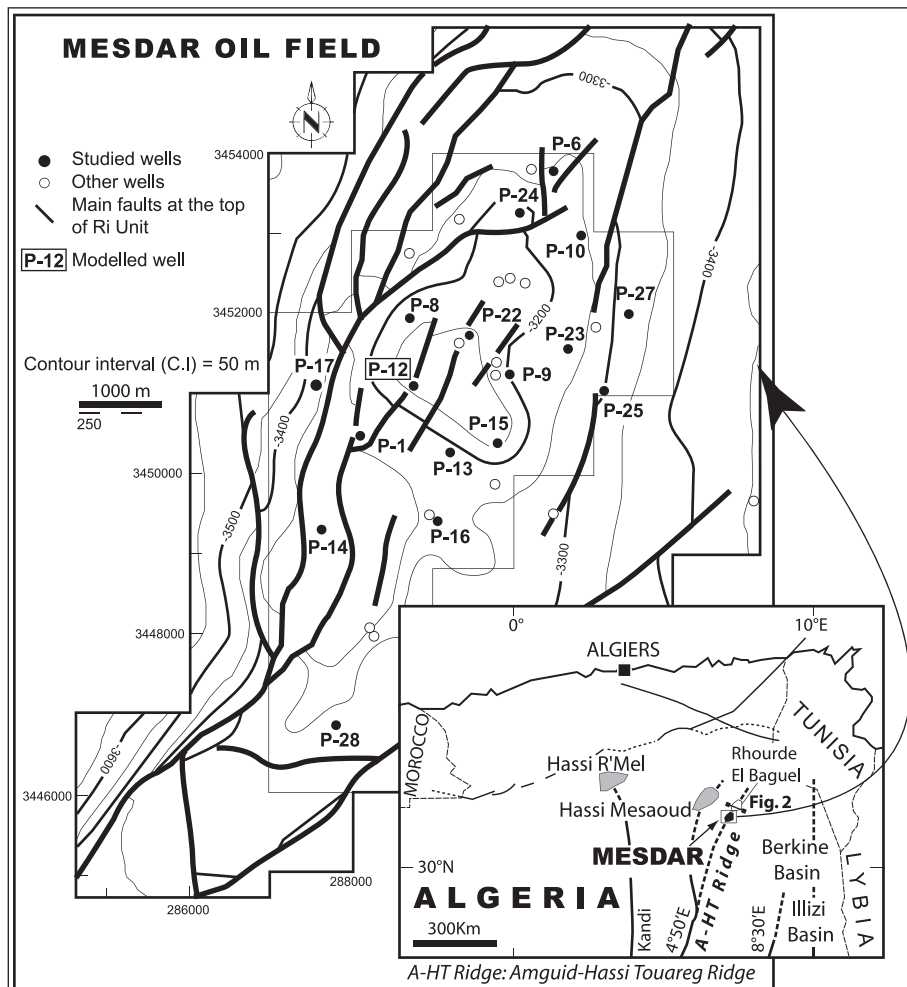 MESDAR OIL FIELD
N
Studied wells
Other wells
Main faults at the top
of Ri Unit
P-12 Modelled well
Contour interval (C.I) = 50 m
1000 m
250
3454000
3452000
3450000
3448000
3446000
286000
288000
-3300
-3400
-3200
-3400
-3500
-3300
-3600
P-6
P-24
P-10
P-27
P-8
P-22
P-23
P-17
P-12
P-9
P-25
P-15
P-1
P-13
P-16
P-14
P-28
0°
10°E
ALGIERS
MOROCCO
TUNISIA
Hassi R'Mel
Rhourde
El Baguel
Hassi Mesaoud
Fig. 2
MESDAR
30°N
ALGERIA
Berkine
Basin
Illizi
Basin
LYBIA
300Km
Kandi
4°50'E
A-HT Ridge
8°30'E
A-HT Ridge: Amguid-Hassi Touareg Ridge